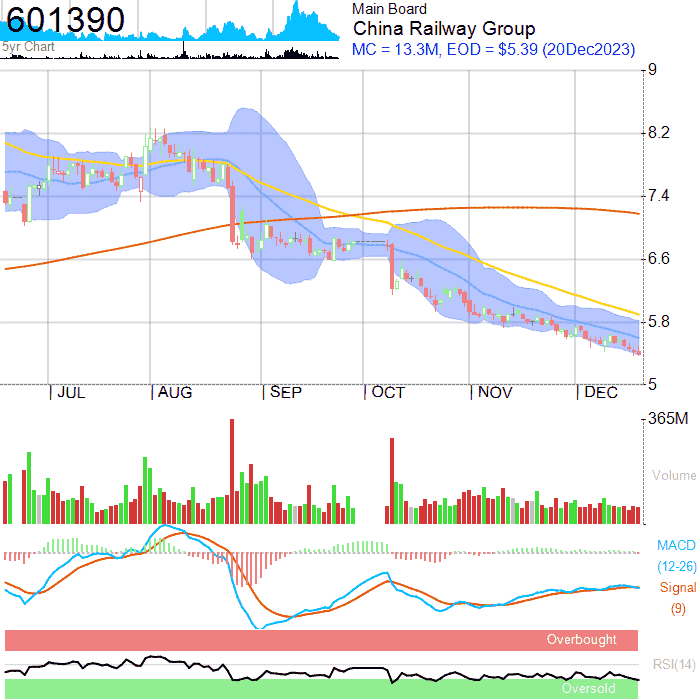 601390
5yr Chart
Main Board
China Railway Group
MC = 13.3M, EOD = $5.39 (20Dec2023)
9
8.2
7.4
6.6
5.8
5
JUL AUG SEP OCT NOV DEC
365M
Volume
MACD
(12-26)
Signal
(9)
Overbought
RSI(14)
Oversold